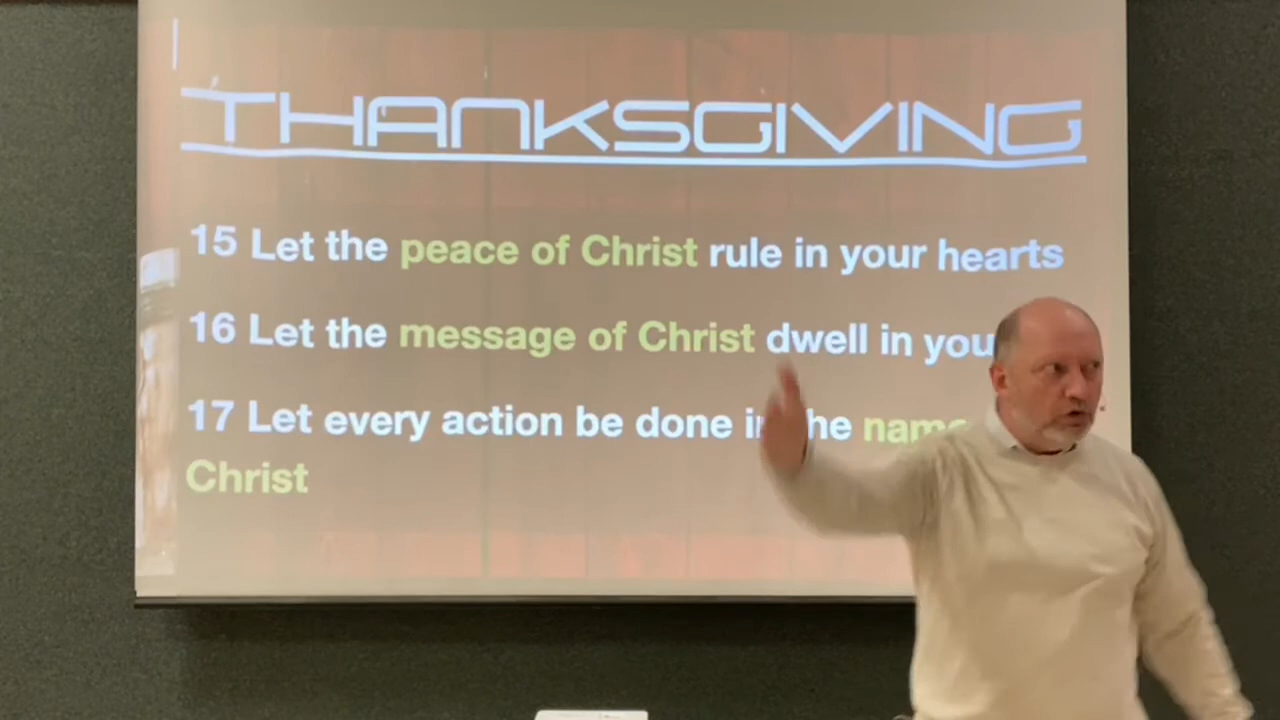 THANKSGIVING
15 Let the peace of Christ rule in your hearts
16 Let the message of Christ dwell in you
17 Let every action be done in the name
Christ